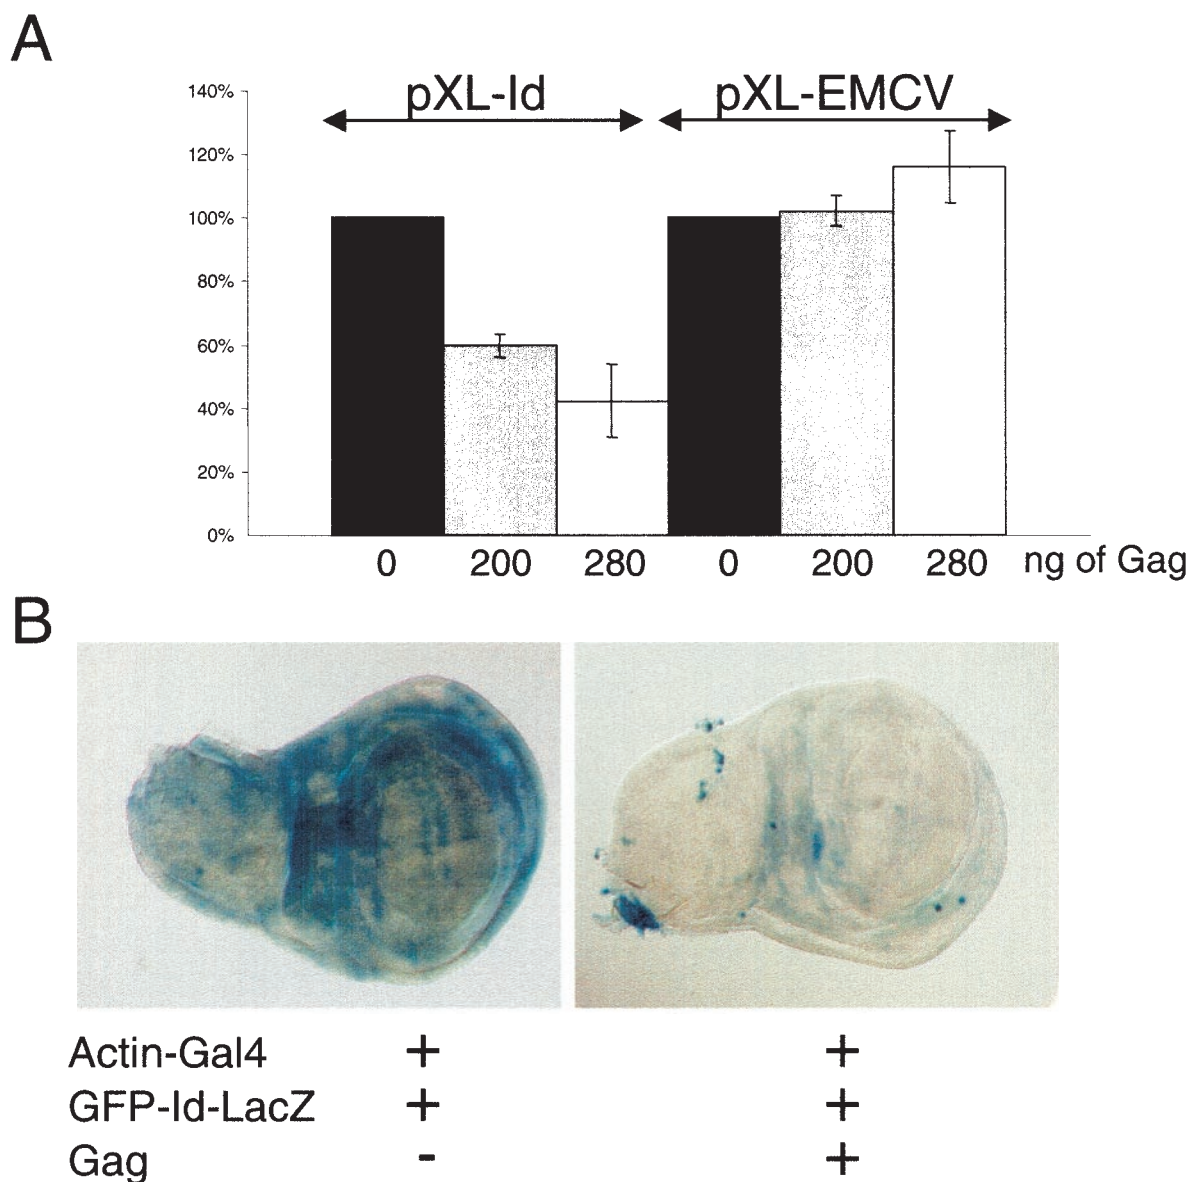 A
pXL-Id pXL-EMCV
140%
120%
100%
80%
60%
40%
20%
0%
0 200 280 0 200 280 ng of Gag
B
Actin-Gal4 + +
GFP-Id-LacZ + +
Gag - +